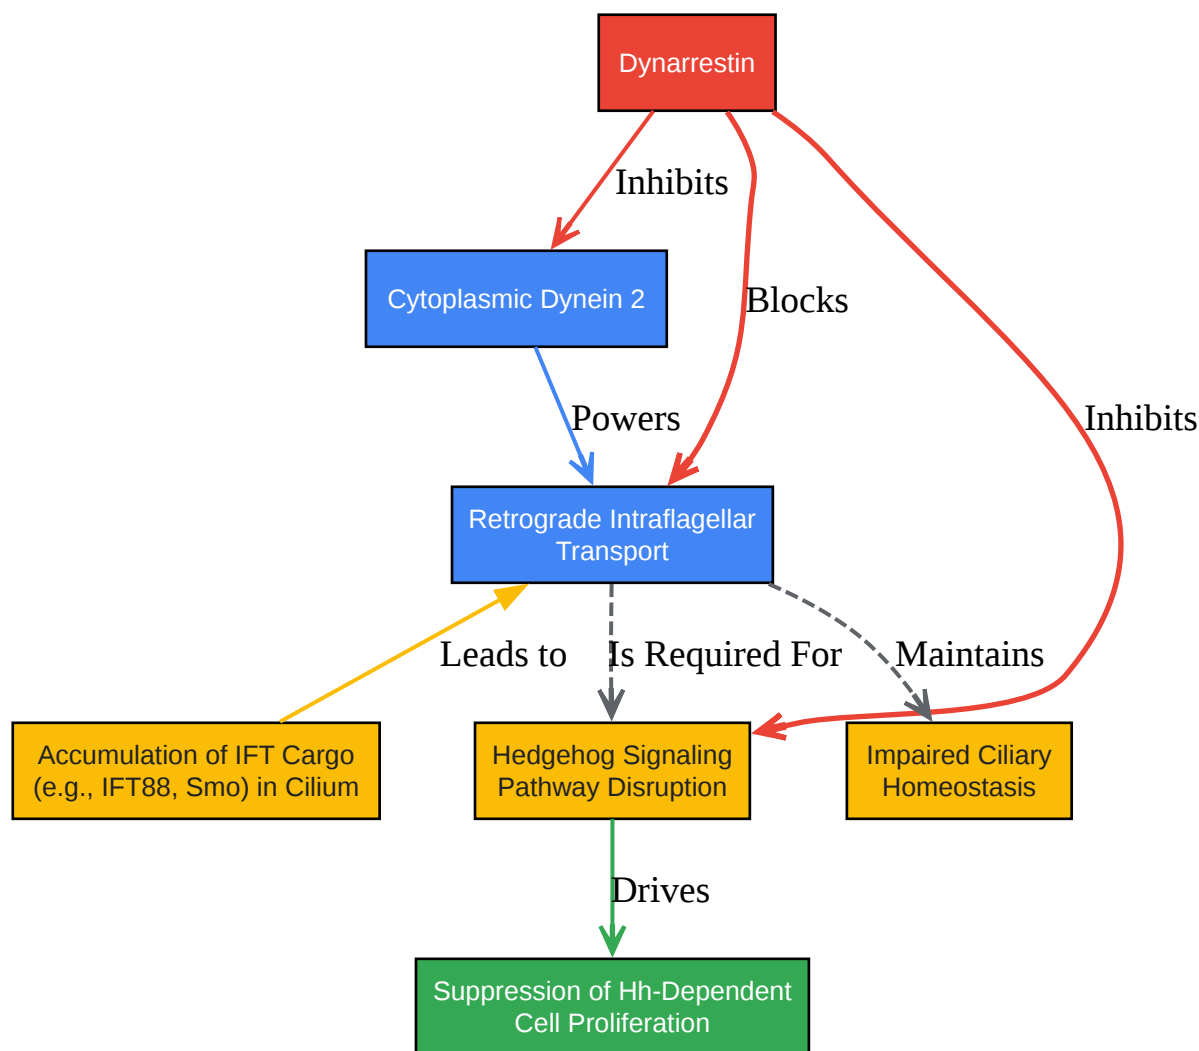 Dynarrestin
Inhibits
Cytoplasmic Dynein 2
Blocks
Powers
Inhibits
Retrograde Intraflagellar
Transport
Leads to
Is Required For
Maintains
Accumulation of IFT Cargo
(e.g., IFT88, Smo) in Cilium
Hedgehog Signaling
Pathway Disruption
Impaired Ciliary
Homeostasis
Drives
Suppression of Hh-Dependent
Cell Proliferation